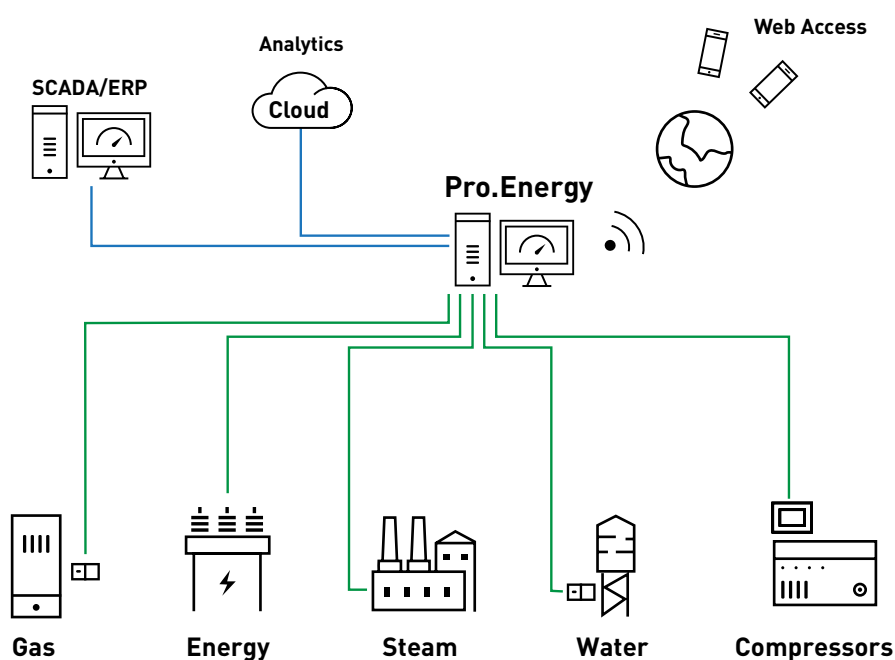 Web Access
Analytics
SCADA/ERP
Cloud
Pro.Energy
Gas
Energy
Steam
Water
Compressors